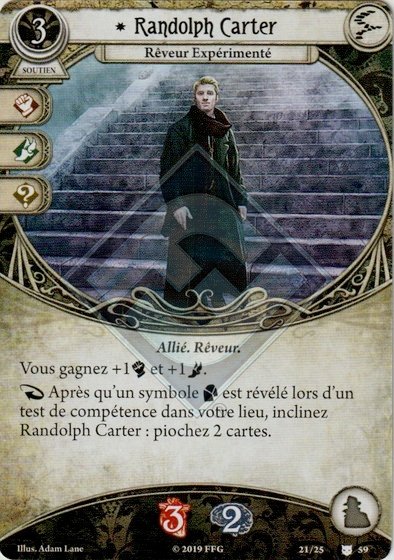 3
✶ Randolph Carter
SOUTIEN
Rêveur Expérimenté
?
Allié. Rêveur.
Vous gagnez +1 et +1 .
Après qu'un symbole est révélé lors d'un
test de compétence dans votre lieu, inclinez
Randolph Carter : piochez 2 cartes.
3 2
Illus. Adam Lane © 2019 FFG 21/25 59